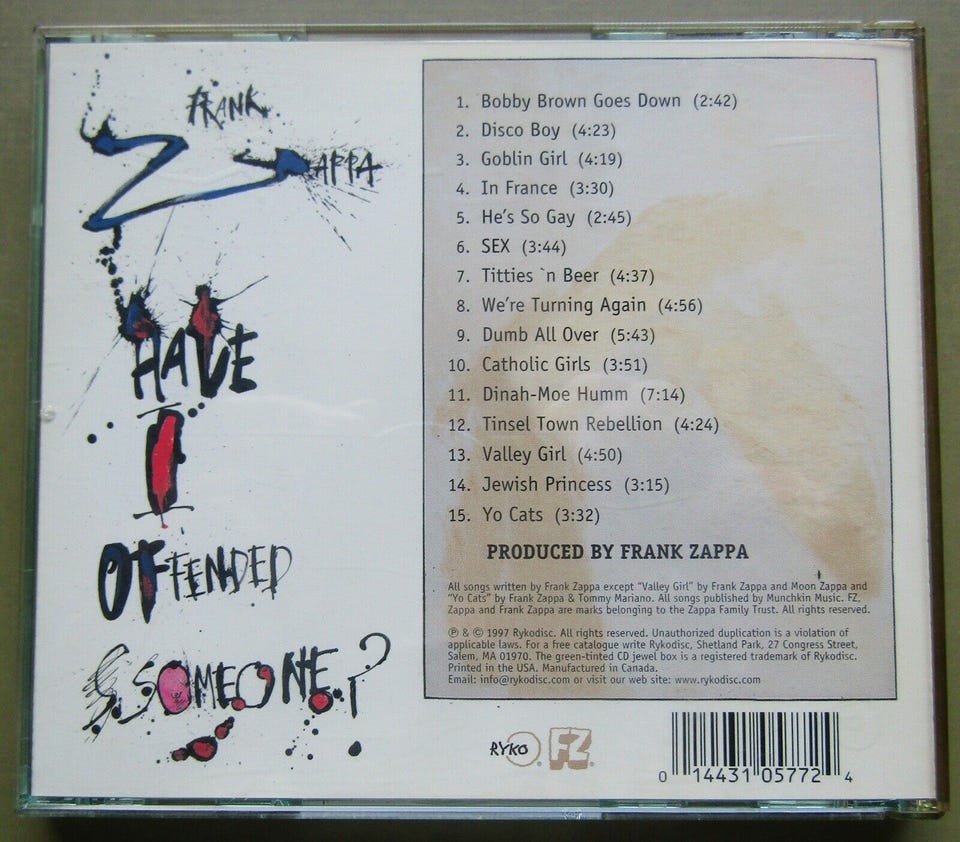 FRANK
ZAPPA
HAVE
I
OFFENDED
SOMEONE?
1. Bobby Brown Goes Down (2:42)
2. Disco Boy (4:23)
3. Goblin Girl (4:19)
4. In France (3:30)
5. He's So Gay (2:45)
6. SEX (3:44)
7. Titties `n Beer (4:37)
8. We're Turning Again (4:56)
9. Dumb All Over (5:43)
10. Catholic Girls (3:51)
11. Dinah-Moe Humm (7:14)
12. Tinsel Town Rebellion (4:24)
13. Valley Girl (4:50)
14. Jewish Princess (3:15)
15. Yo Cats (3:32)
PRODUCED BY FRANK ZAPPA
All songs written by Frank Zappa except "Valley Girl" by Frank Zappa and Moon Zappa and
"Yo Cats" by Frank Zappa & Tommy Mariano. All songs published by Munchkin Music. FZ,
Zappa and Frank Zappa are marks belonging to the Zappa Family Trust. All rights reserved.
℗ & © 1997 Rykodisc. All rights reserved. Unauthorized duplication is a violation of
applicable laws. For a free catalogue write Rykodisc, Shetland Park, 27 Congress Street,
Salem, MA 01970. The green-tinted CD jewel box is a registered trademark of Rykodisc.
Printed in the USA. Manufactured in Canada.
Email: info@rykodisc.com or visit our web site: www.rykodisc.com
RYKO. FZ.
0 14431 05772 4